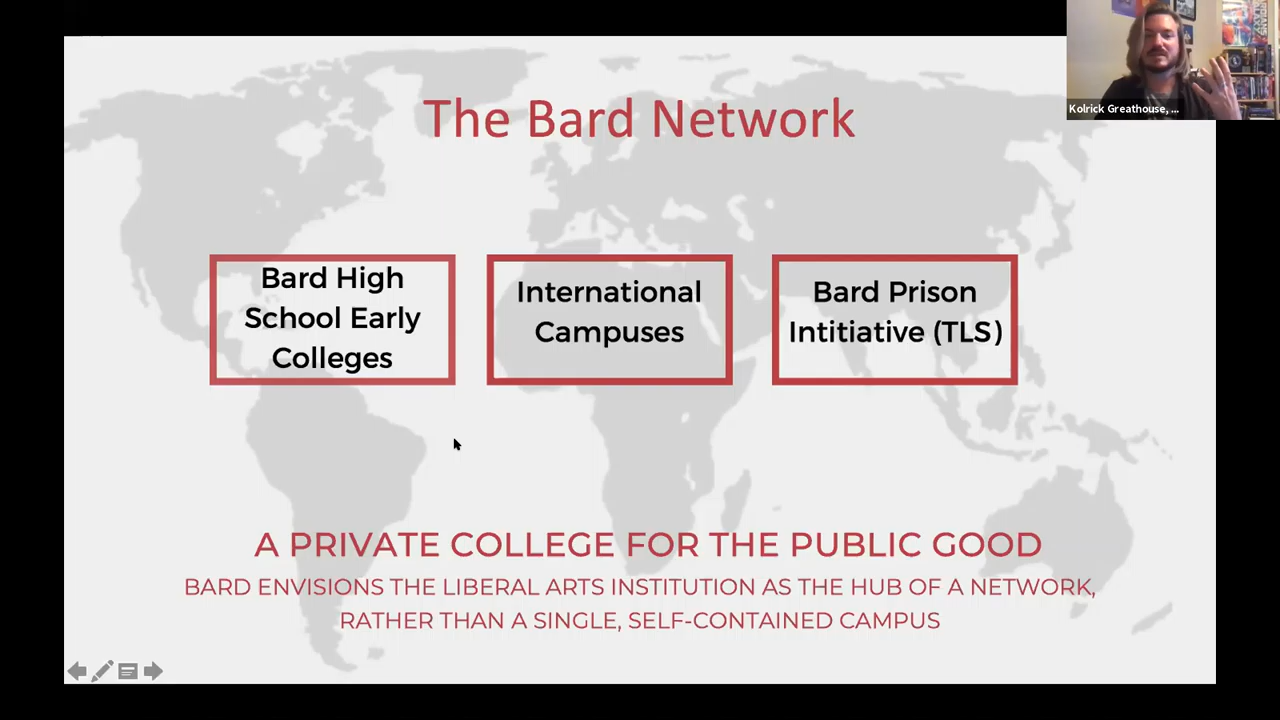 The Bard Network
Kolrick Greathouse, ...
Bard High
School Early
Colleges
International
Campuses
Bard Prison
Intitiative (TLS)
A PRIVATE COLLEGE FOR THE PUBLIC GOOD
BARD ENVISIONS THE LIBERAL ARTS INSTITUTION AS THE HUB OF A NETWORK,
RATHER THAN A SINGLE, SELF-CONTAINED CAMPUS